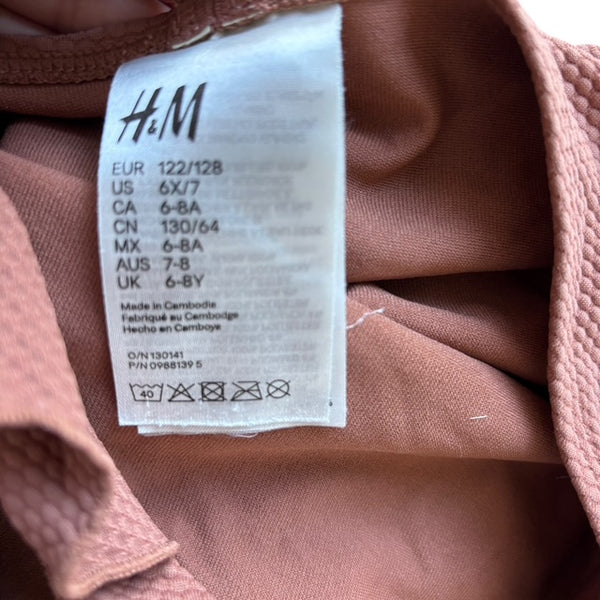 H&M
EUR 122/128
US 6X/7
CA 6-8A
CN 130/64
MX 6-8A
AUS 7-8
UK 6-8Y
Made in Cambodia
Fabriqué au Cambodge
Hecho en Camboya
O/N 130141
P/N 0988139 5
40